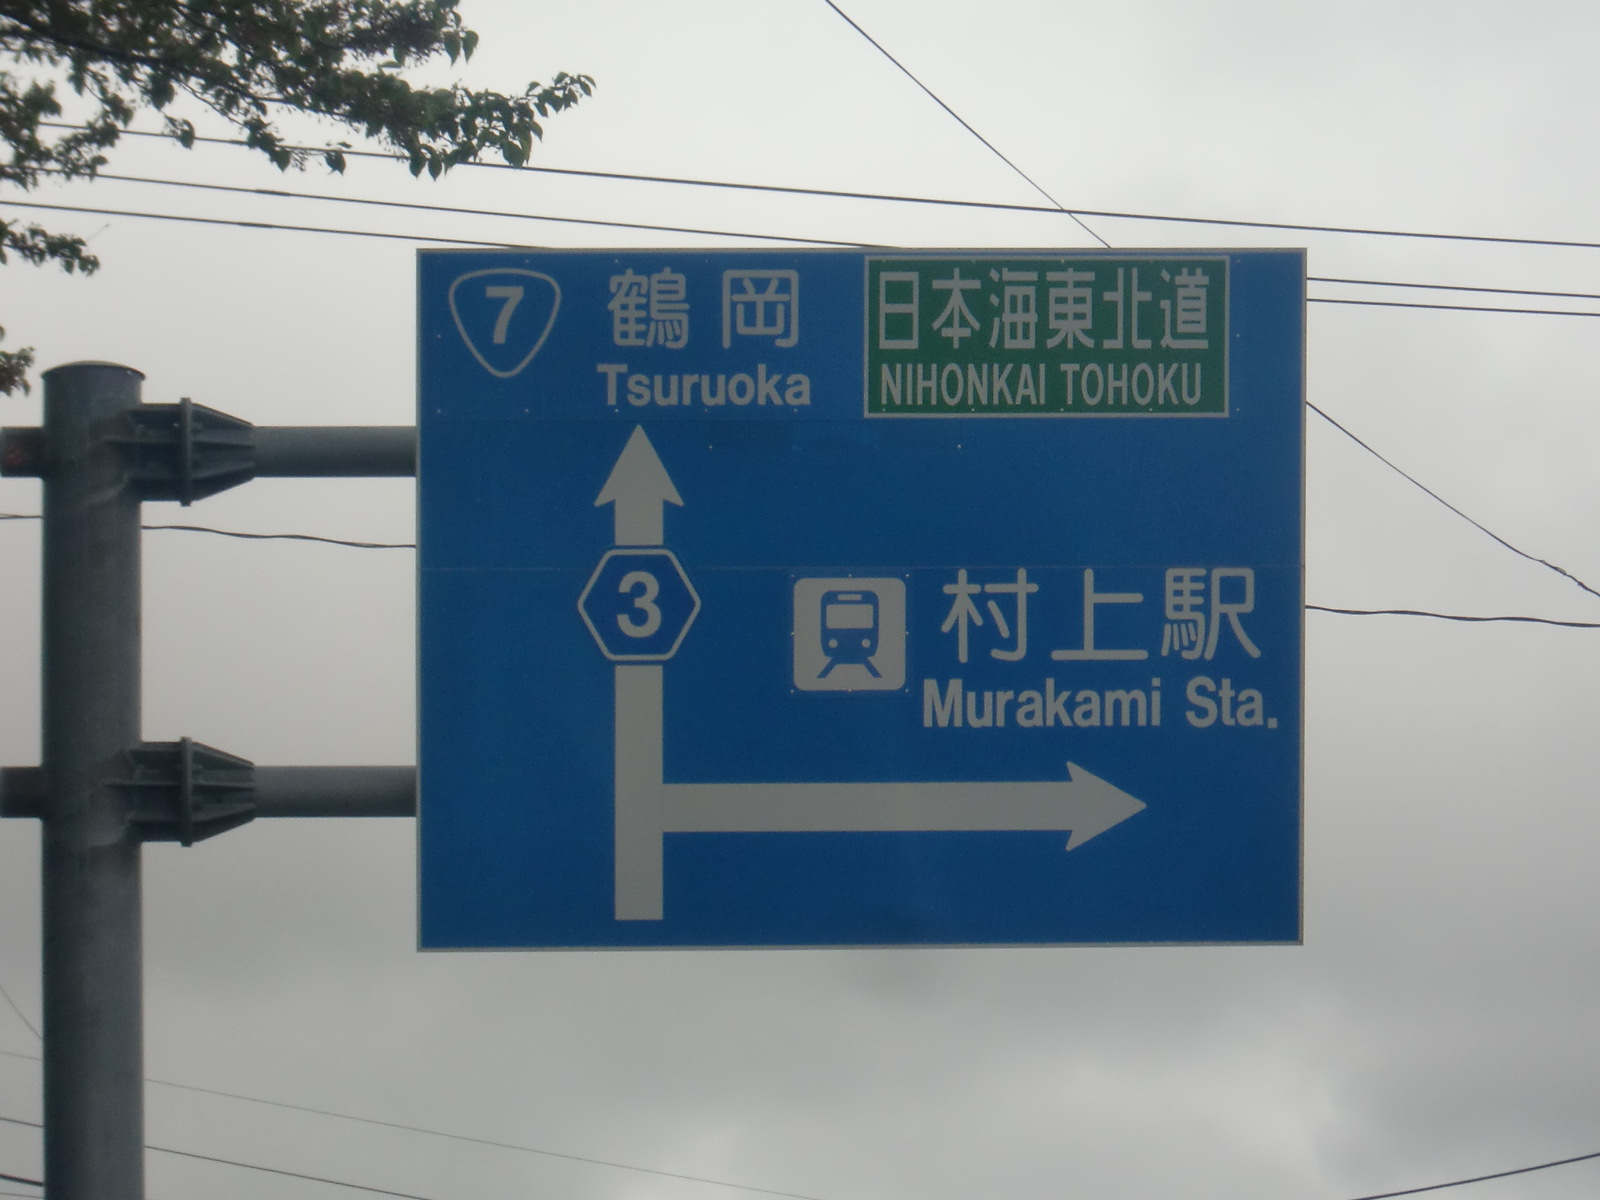 7 鶴岡 日本海東北道
Tsuruoka NIHONKAI TOHOKU
3 村上駅
Murakami Sta.